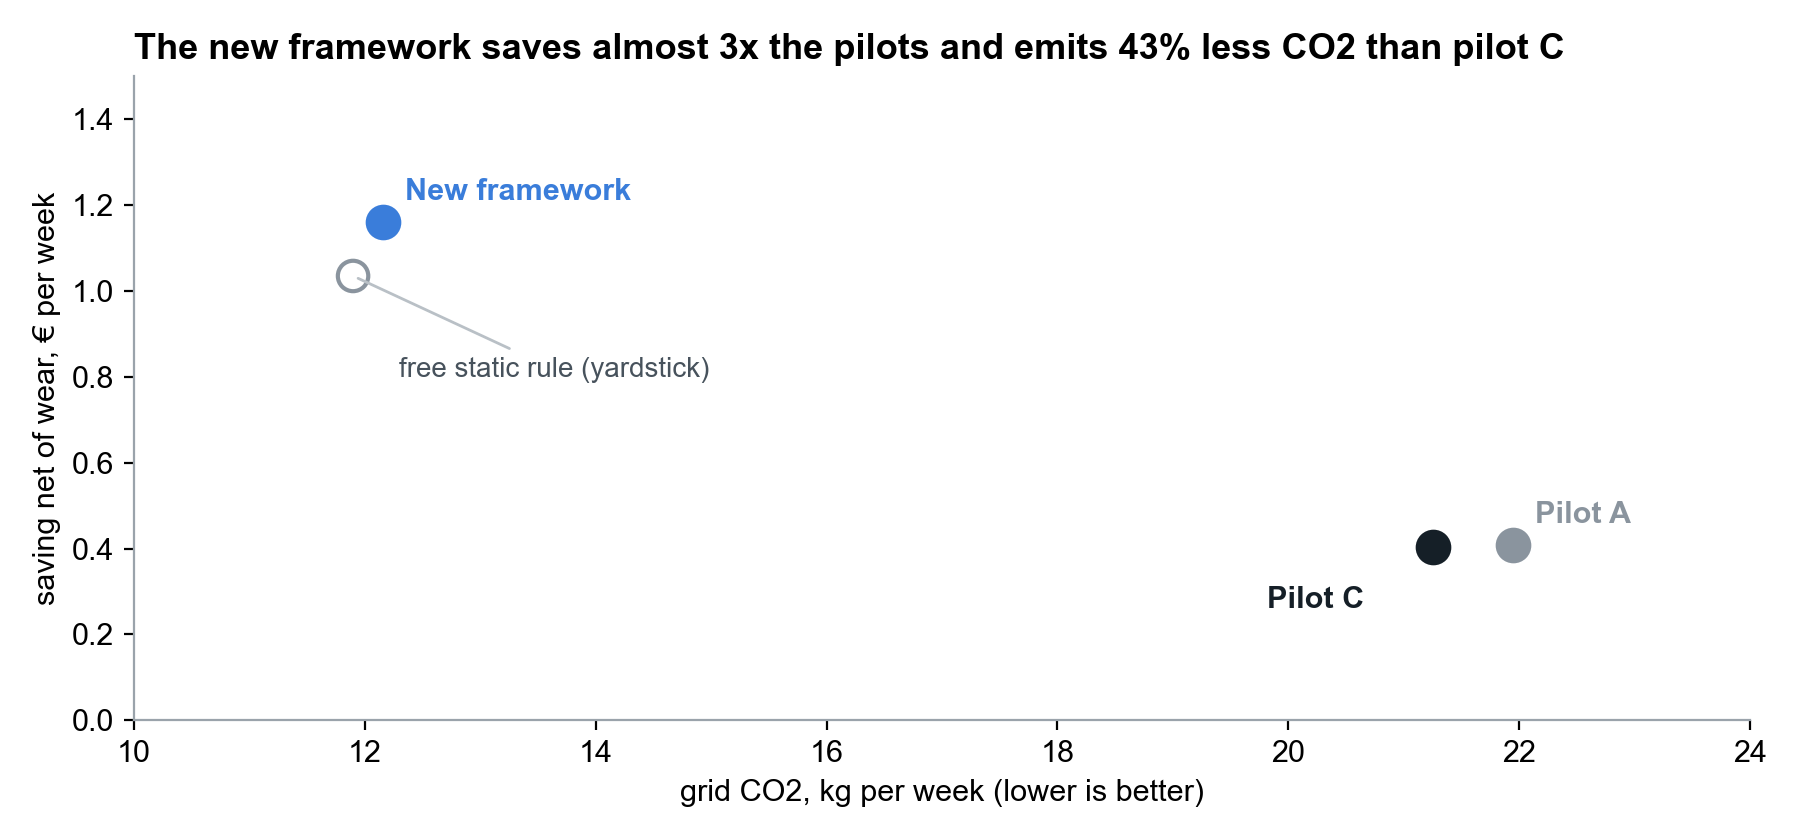 The new framework saves almost 3x the pilots and emits 43% less CO2 than pilot C
saving net of wear, € per week
1.4
1.2
1.0
0.8
0.6
0.4
0.2
0.0
New framework
free static rule (yardstick)
Pilot A
Pilot C
10
12
14
16
18
20
22
24
grid CO2, kg per week (lower is better)